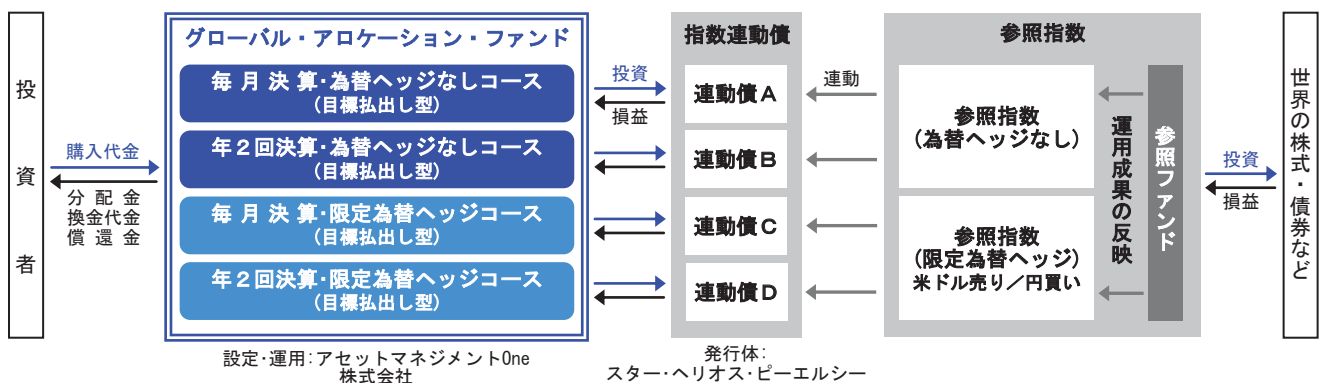 投資者
購入代金
分配金
換金代金
償還金
グローバル・アロケーション・ファンド
毎月決算・為替ヘッジなしコース
(目標払出し型)
年2回決算・為替ヘッジなしコース
(目標払出し型)
毎月決算・限定為替ヘッジコース
(目標払出し型)
年2回決算・限定為替ヘッジコース
(目標払出し型)
設定・運用:アセットマネジメントOne
株式会社
投資
損益
指数連動債
連動債A
連動債B
連動債C
連動債D
発行体:
スター・ヘリオス・ピーエルシー
連動
参照指数
参照指数
(為替ヘッジなし)
参照指数
(限定為替ヘッジ)
米ドル売り/円買い
運用成果の反映
参照ファンド
投資
損益
世界の株式・債券など